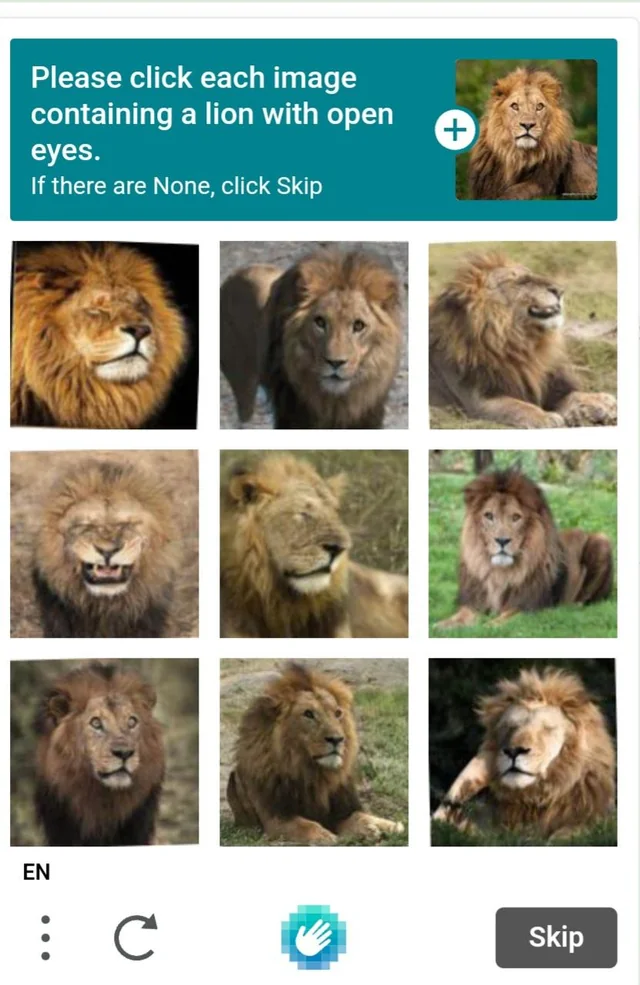 Please click each image
containing a lion with open
eyes.
If there are None, click Skip
EN
Skip